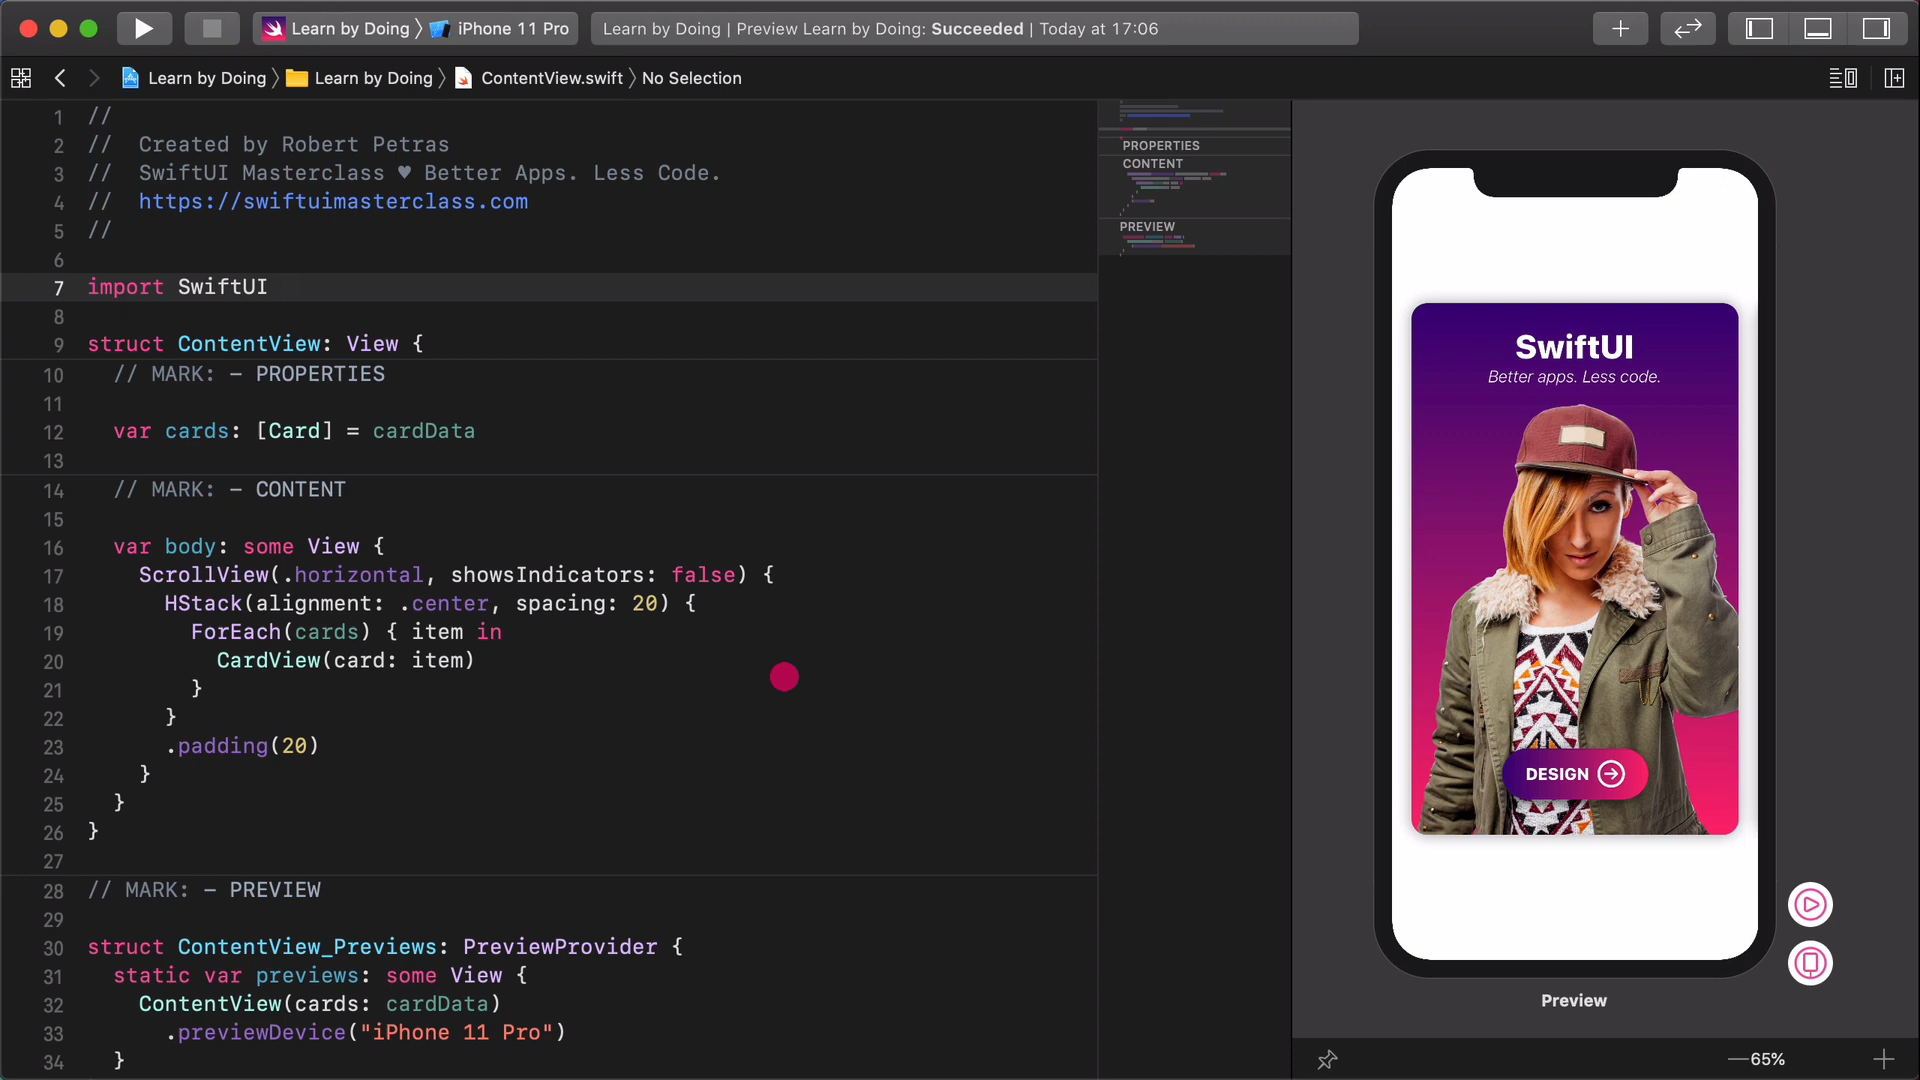 Learn by Doing 〉 iPhone 11 Pro
Learn by Doing | Preview Learn by Doing: Succeeded | Today at 17:06
Learn by Doing 〉 Learn by Doing 〉 ContentView.swift 〉 No Selection
1 //
2 //  Created by Robert Petras
3 //  SwiftUI Masterclass ♥ Better Apps. Less Code.
4 //  https://swiftuimasterclass.com
5 //
6
7 import SwiftUI
8
9 struct ContentView: View {
10   // MARK: - PROPERTIES
11
12   var cards: [Card] = cardData
13
14   // MARK: - CONTENT
15
16   var body: some View {
17     ScrollView(.horizontal, showsIndicators: false) {
18       HStack(alignment: .center, spacing: 20) {
19         ForEach(cards) { item in
20           CardView(card: item)
21         }
22       }
23       .padding(20)
24     }
25   }
26 }
27
28 // MARK: - PREVIEW
29
30 struct ContentView_Previews: PreviewProvider {
31   static var previews: some View {
32     ContentView(cards: cardData)
33       .previewDevice("iPhone 11 Pro")
34   }
PROPERTIES
CONTENT
PREVIEW
SwiftUI
Better apps. Less code.
DESIGN
Preview
65%